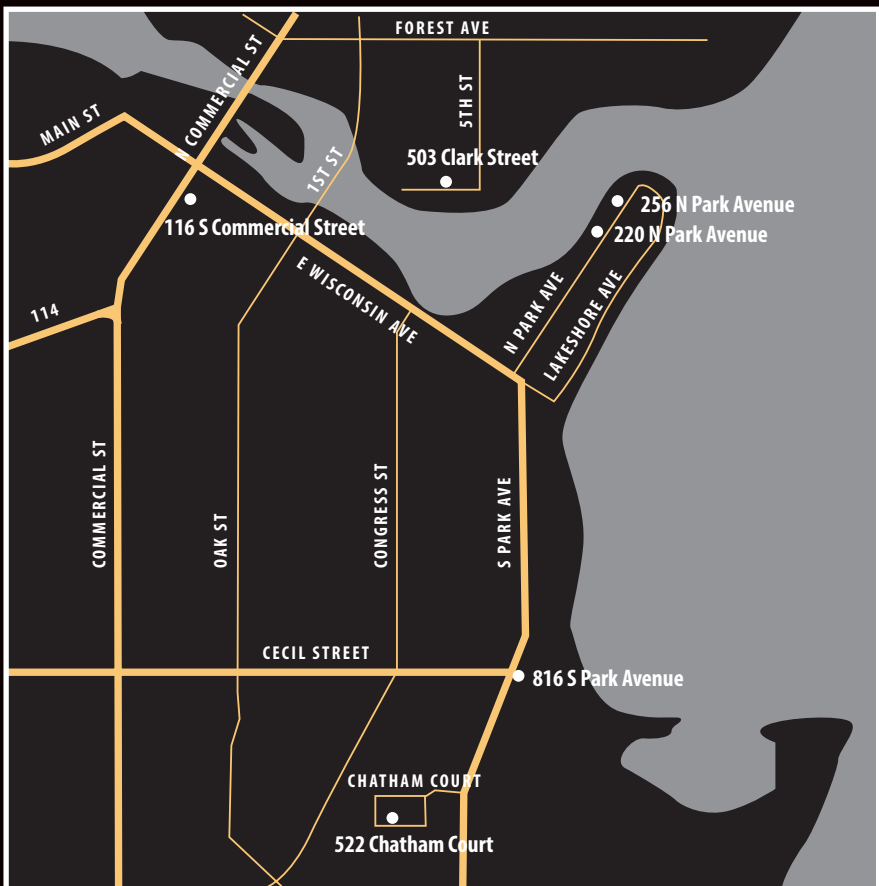 FOREST AVE
N COMMERCIAL ST
5TH ST
MAIN ST
503 Clark Street
1ST ST
256 N Park Avenue
116 S Commercial Street
220 N Park Avenue
E WISCONSIN AVE
N PARK AVE
LAKESHORE AVE
114
COMMERCIAL ST
OAK ST
CONGRESS ST
S PARK AVE
CECIL STREET
816 S Park Avenue
CHATHAM COURT
522 Chatham Court